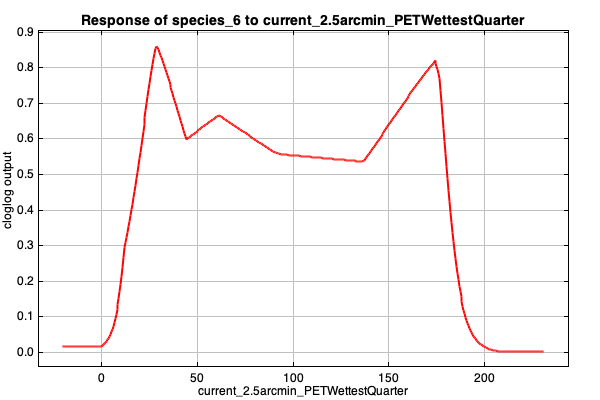 Response of species_6 to current_2.5arcmin_PETWettestQuarter
cloglog output
0.9
0.8
0.7
0.6
0.5
0.4
0.3
0.2
0.1
0.0
0 50 100 150 200
current_2.5arcmin_PETWettestQuarter